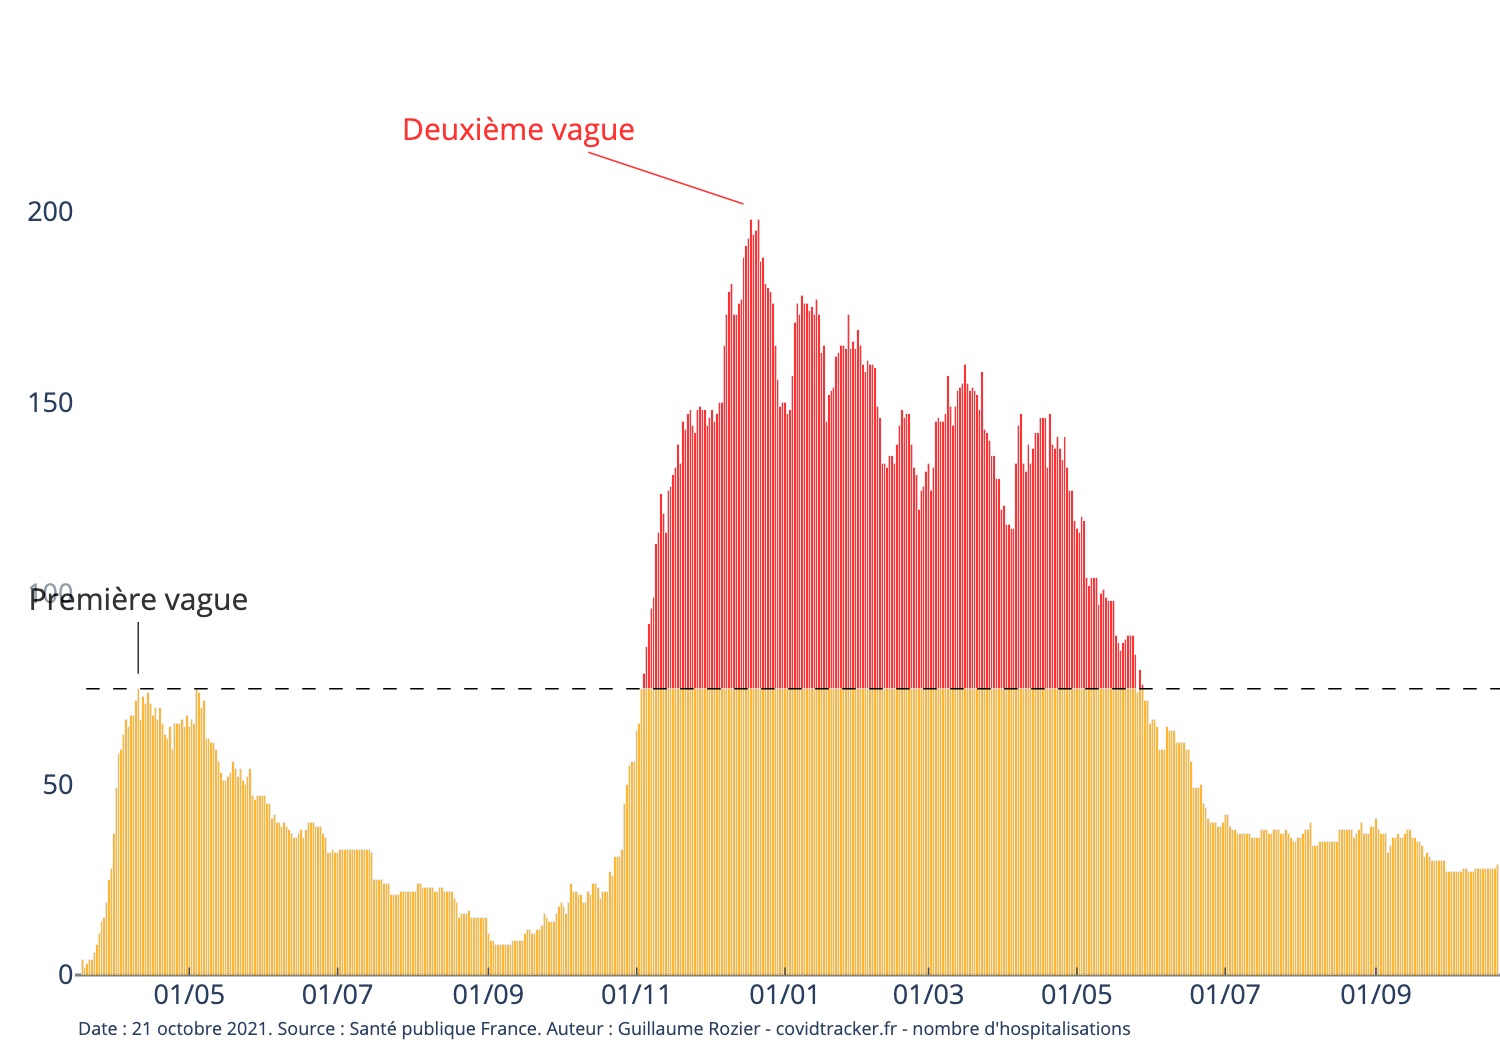 Deuxième vague
200
150
100
Première vague
50
0
01/05 01/07 01/09 01/11 01/01 01/03 01/05 01/07 01/09
Date : 21 octobre 2021. Source : Santé publique France. Auteur : Guillaume Rozier - covidtracker.fr - nombre d'hospitalisations